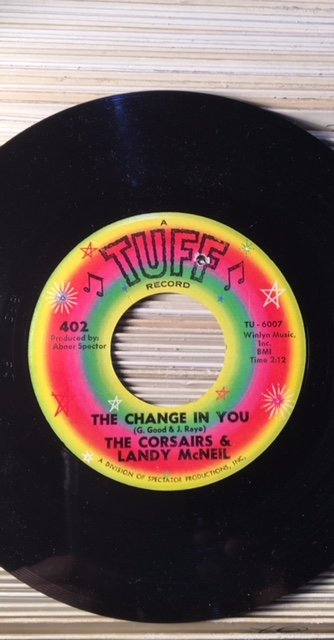 A
TUFF
RECORD
402
Produced by:
Abner Spector
TU - 6007
Winlyn Music,
Inc.
BMI
Time 2:12
THE CHANGE IN YOU
(G. Good & J. Raye)
THE CORSAIRS &
LANDY McNEIL
A DIVISION OF SPECTATOR PRODUCTIONS, INC.